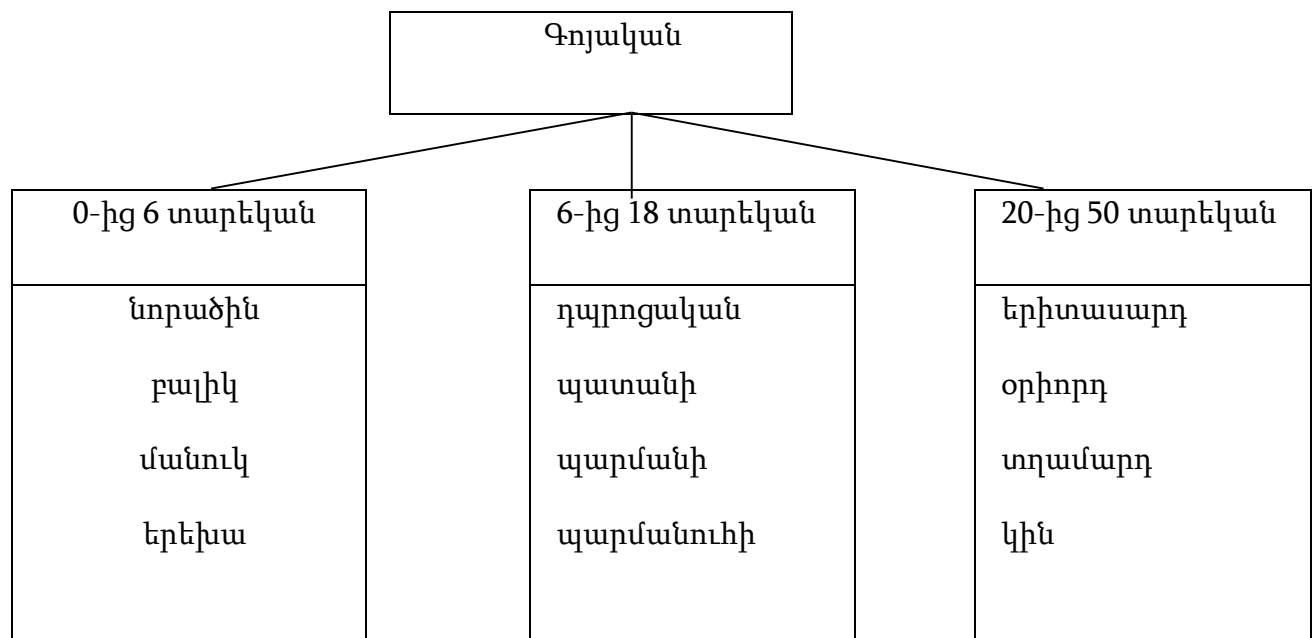 Գոյական
0-ից 6 տարեկան
նորածին
բալիկ
մանուկ
երեխա
6-ից 18 տարեկան
դպրոցական
պատանի
պարմանի
պարմանուհի
20-ից 50 տարեկան
երիտասարդ
օրիորդ
տղամարդ
կին